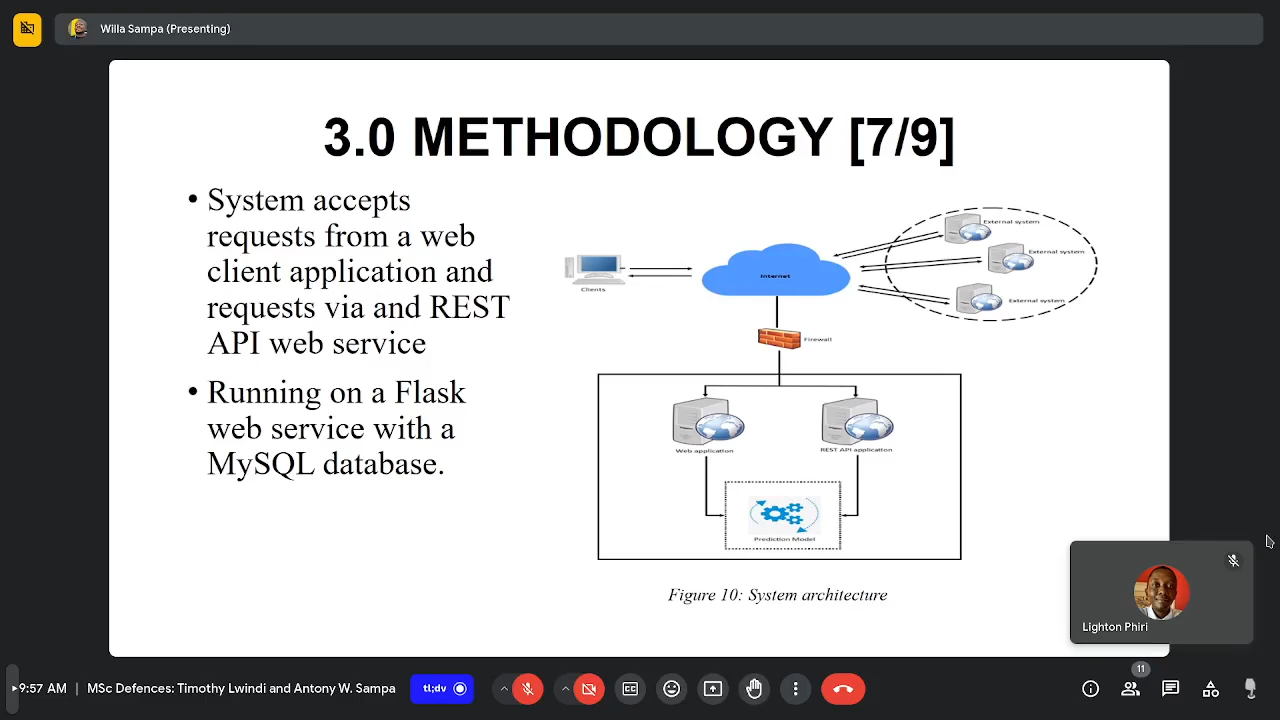 Willa Sampa (Presenting)
3.0 METHODOLOGY [7/9]
• System accepts
requests from a web
client application and
requests via and REST
API web service
• Running on a Flask
web service with a
MySQL database.
Clients
Internet
External system
External system
External system
Firewall
Web application
REST API application
Prediction Model
Figure 10: System architecture
Lighton Phiri
9:57 AM | MSc Defences: Timothy Lwindi and Antony W. Sampa
tl;dv
11